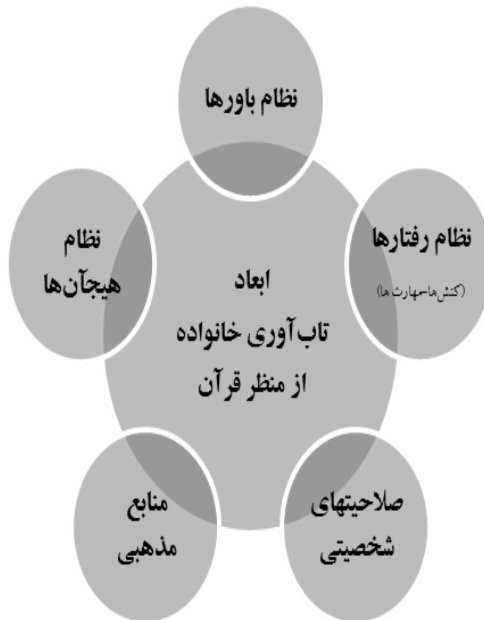 نظام باورها
نظام رفتارها
(کنش‌ها-مهارت ها)
نظام
هیجآن‌ها
ابعاد
تاب‌آوری خانواده
از منظر قرآن
صلاحیتهای
شخصیتی
منابع
مذهبی